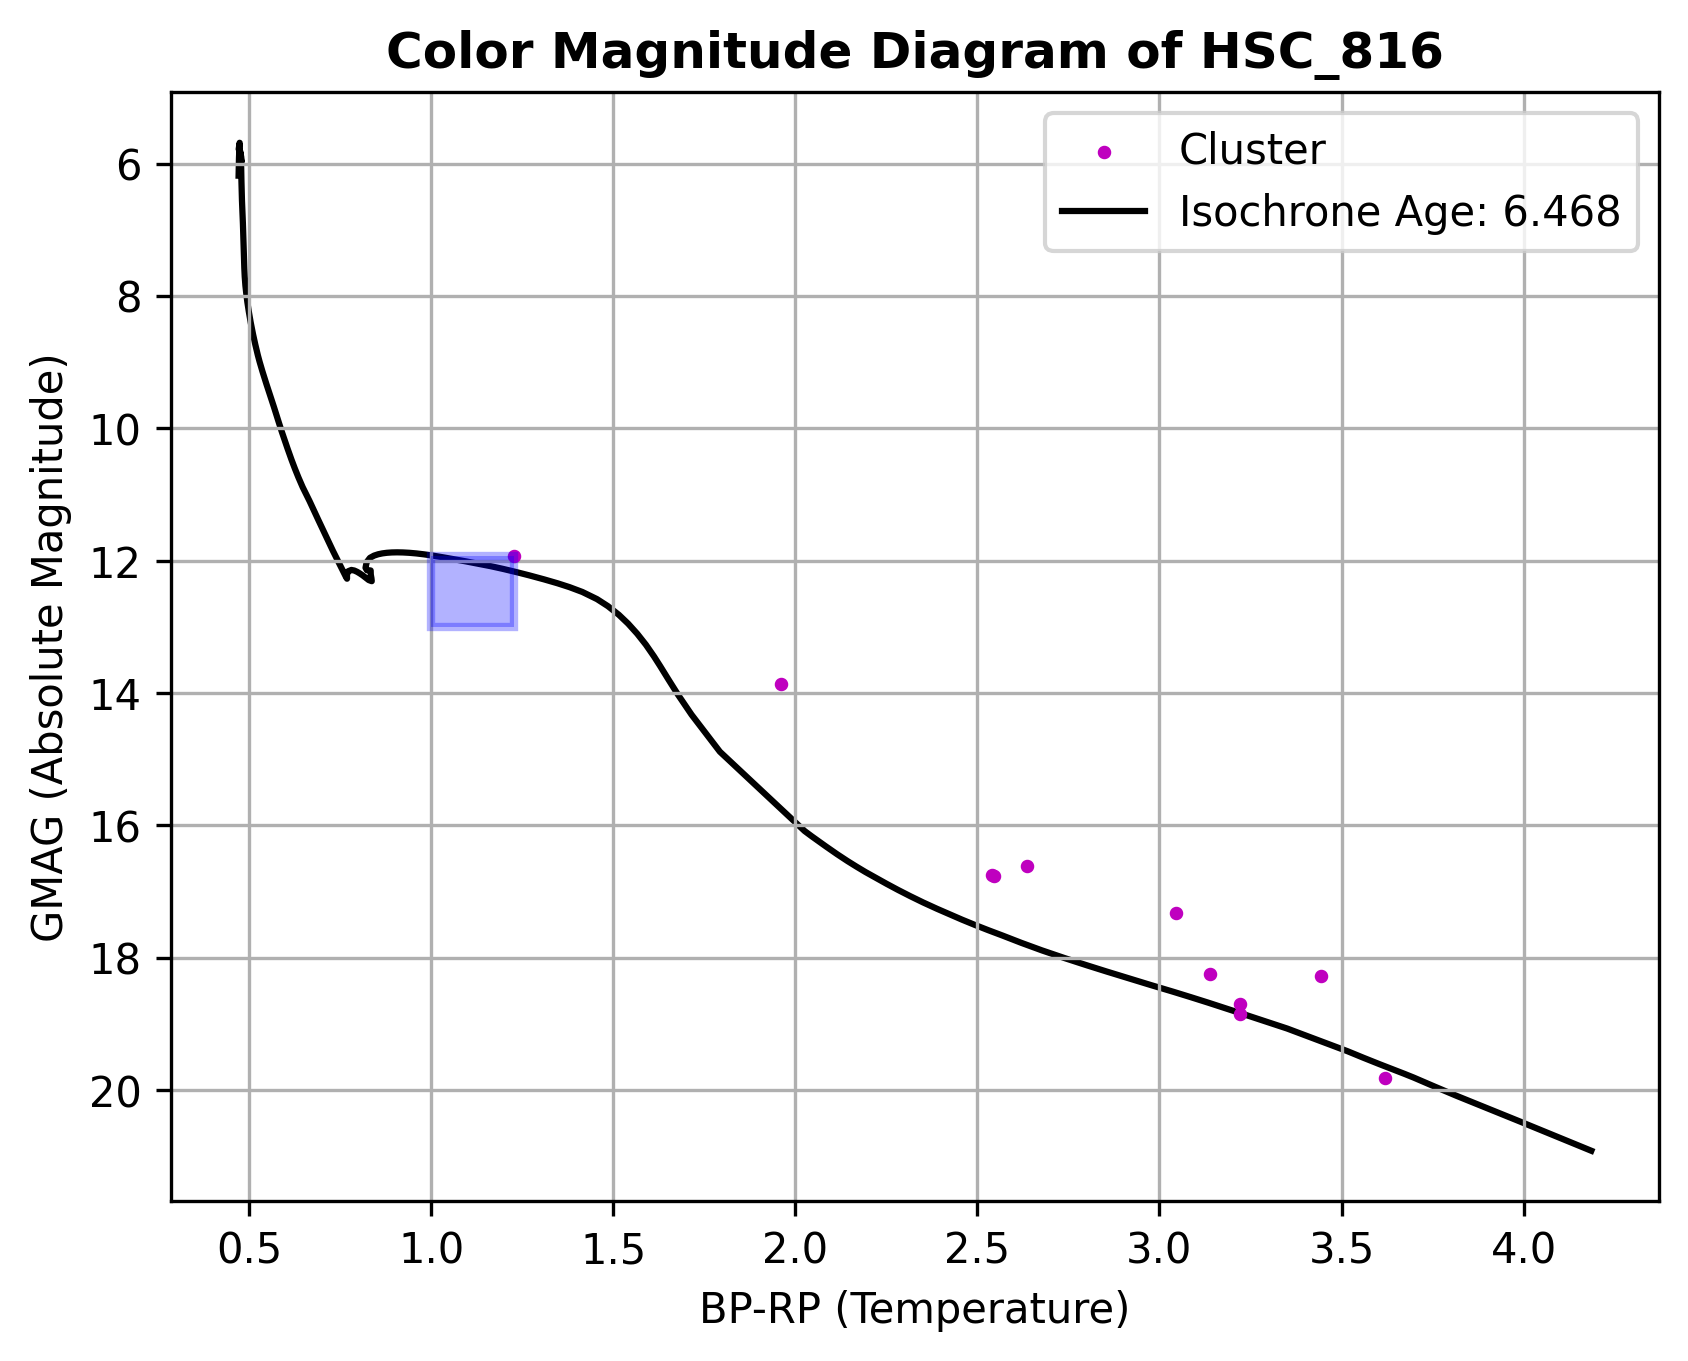 Color Magnitude Diagram of HSC_816
Cluster
Isochrone Age: 6.468
GMAG (Absolute Magnitude)
6
8
10
12
14
16
18
20
0.5 1.0 1.5 2.0 2.5 3.0 3.5 4.0
BP-RP (Temperature)